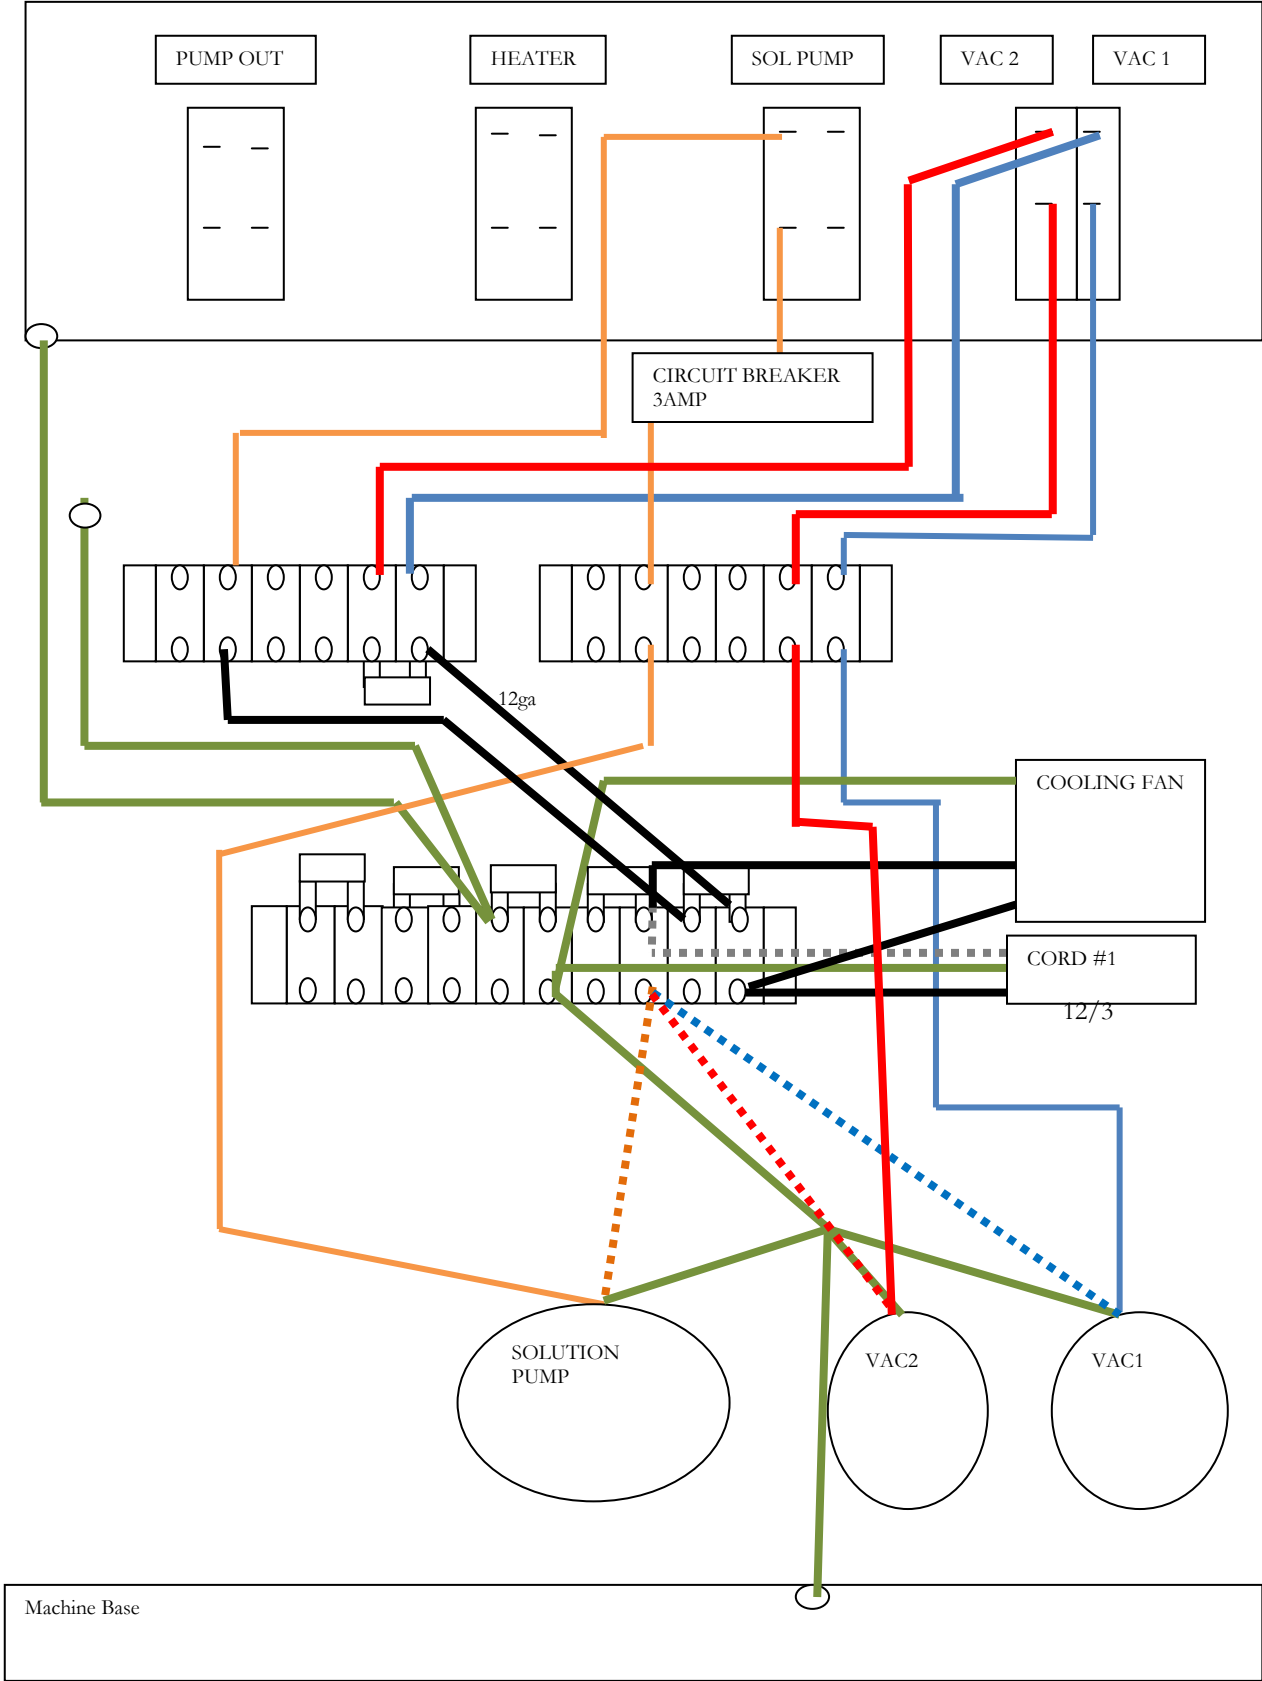 PUMP OUT
HEATER
SOL PUMP
VAC 2
VAC 1
CIRCUIT BREAKER
3AMP
12ga
COOLING FAN
CORD #1
12/3
SOLUTION
PUMP
VAC2
VAC1
Machine Base